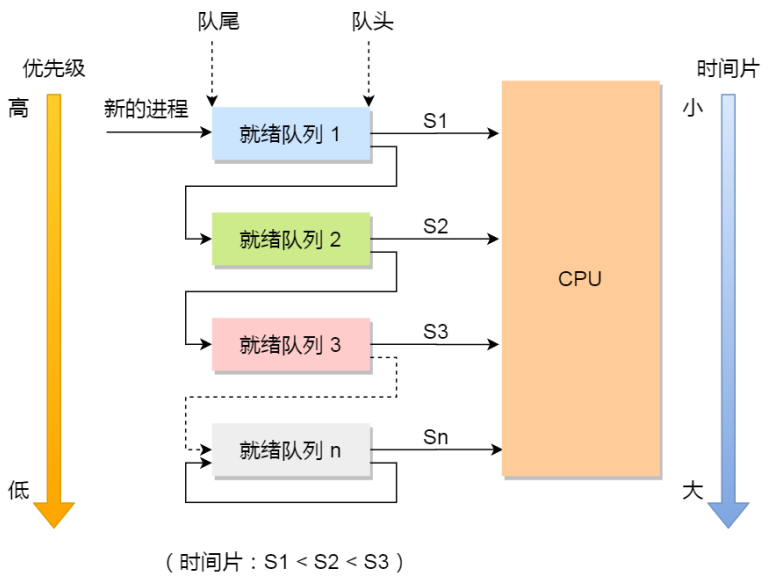 队尾
队头
优先级
时间片
高
新的进程
就绪队列 1
S1
小
就绪队列 2
S2
CPU
就绪队列 3
S3
就绪队列 n
Sn
低
大
（ 时间片：S1 < S2 < S3 ）